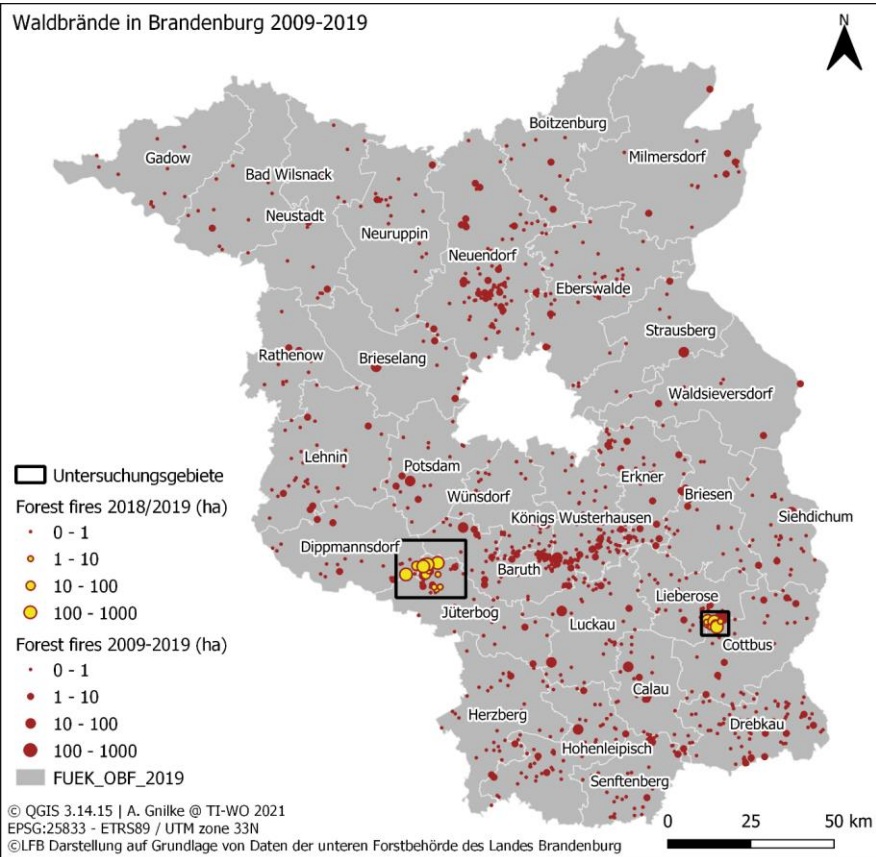 Waldbrände in Brandenburg 2009-2019
N
Boitzenburg
Gadow
Milmersdorf
Bad Wilsnack
Neustadt
Neuruppin
Neuendorf
Eberswalde
Strausberg
Rathenow
Brieselang
Waldsieversdorf
Lehnin
Potsdam
Erkner
Wünsdorf
Briesen
Königs Wusterhausen
Siehdichum
Dippmannsdorf
Baruth
Lieberose
Jüterbog
Luckau
Cottbus
Calau
Herzberg
Drebkau
Hohenleipisch
Senftenberg
Untersuchungsgebiete
Forest fires 2018/2019 (ha)
0 - 1
1 - 10
10 - 100
100 - 1000
Forest fires 2009-2019 (ha)
0 - 1
1 - 10
10 - 100
100 - 1000
FUEK_OBF_2019
© QGIS 3.14.15 | A. Gnilke @ TI-WO 2021
EPSG:25833 - ETRS89 / UTM zone 33N
©LFB Darstellung auf Grundlage von Daten der unteren Forstbehörde des Landes Brandenburg
0 25 50 km